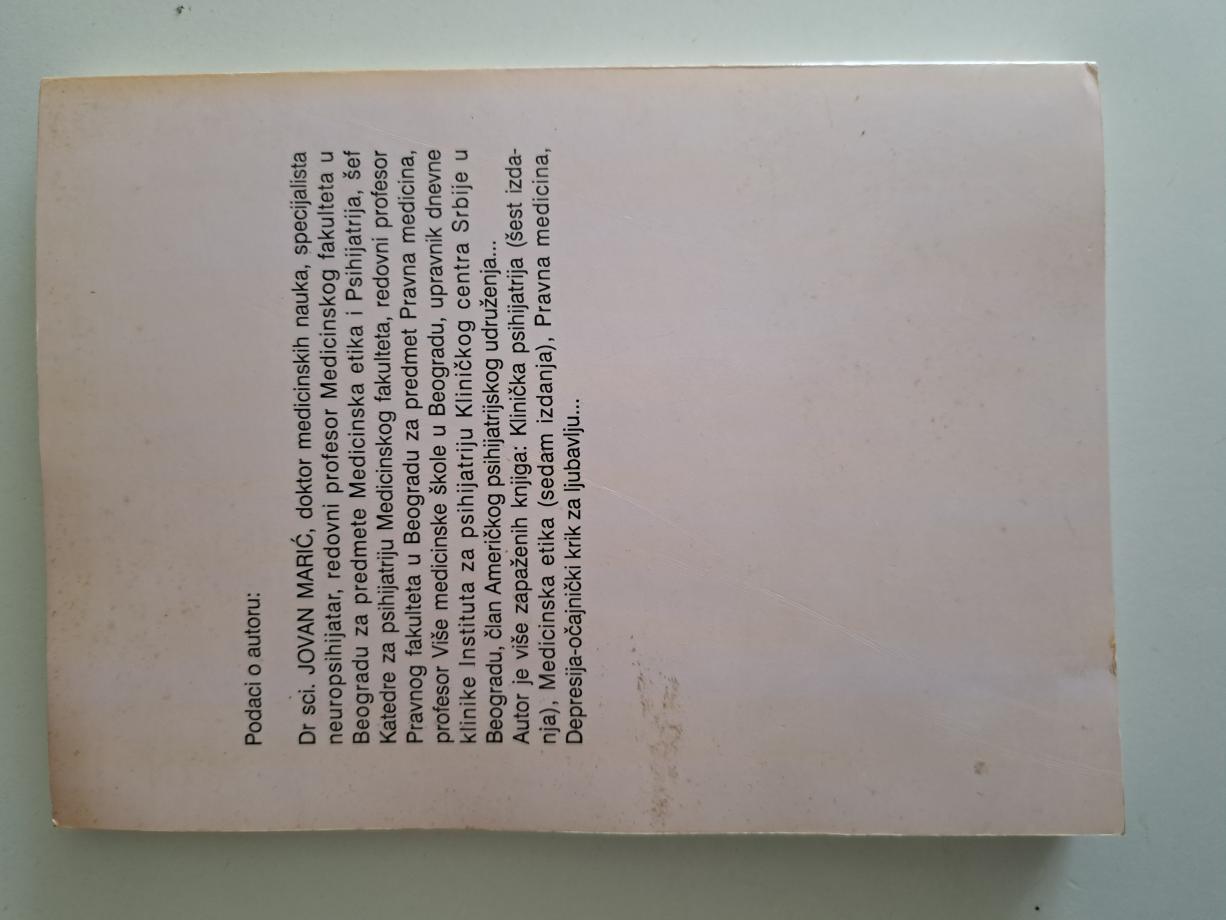 Podaci o autoru:
Dr sci. JOVAN MARIĆ, doktor medicinskih nauka, specijalista
neuropsihijatar, redovni profesor Medicinskog fakulteta u
Beogradu za predmete Medicinska etika i Psihijatrija, šef
Katedre za psihijatriju Medicinskog fakulteta, redovni profesor
Pravnog fakulteta u Beogradu za predmet Pravna medicina,
profesor Više medicinske škole u Beogradu, upravnik dnevne
klinike Instituta za psihijatriju Kliničkog centra Srbije u
Beogradu, član Američkog psihijatrijskog udruženja...
Autor je više zapaženih knjiga: Klinička psihijatrija (šest izda-
nja), Medicinska etika (sedam izdanja), Pravna medicina,
Depresija-očajnički krik za ljubavlju...